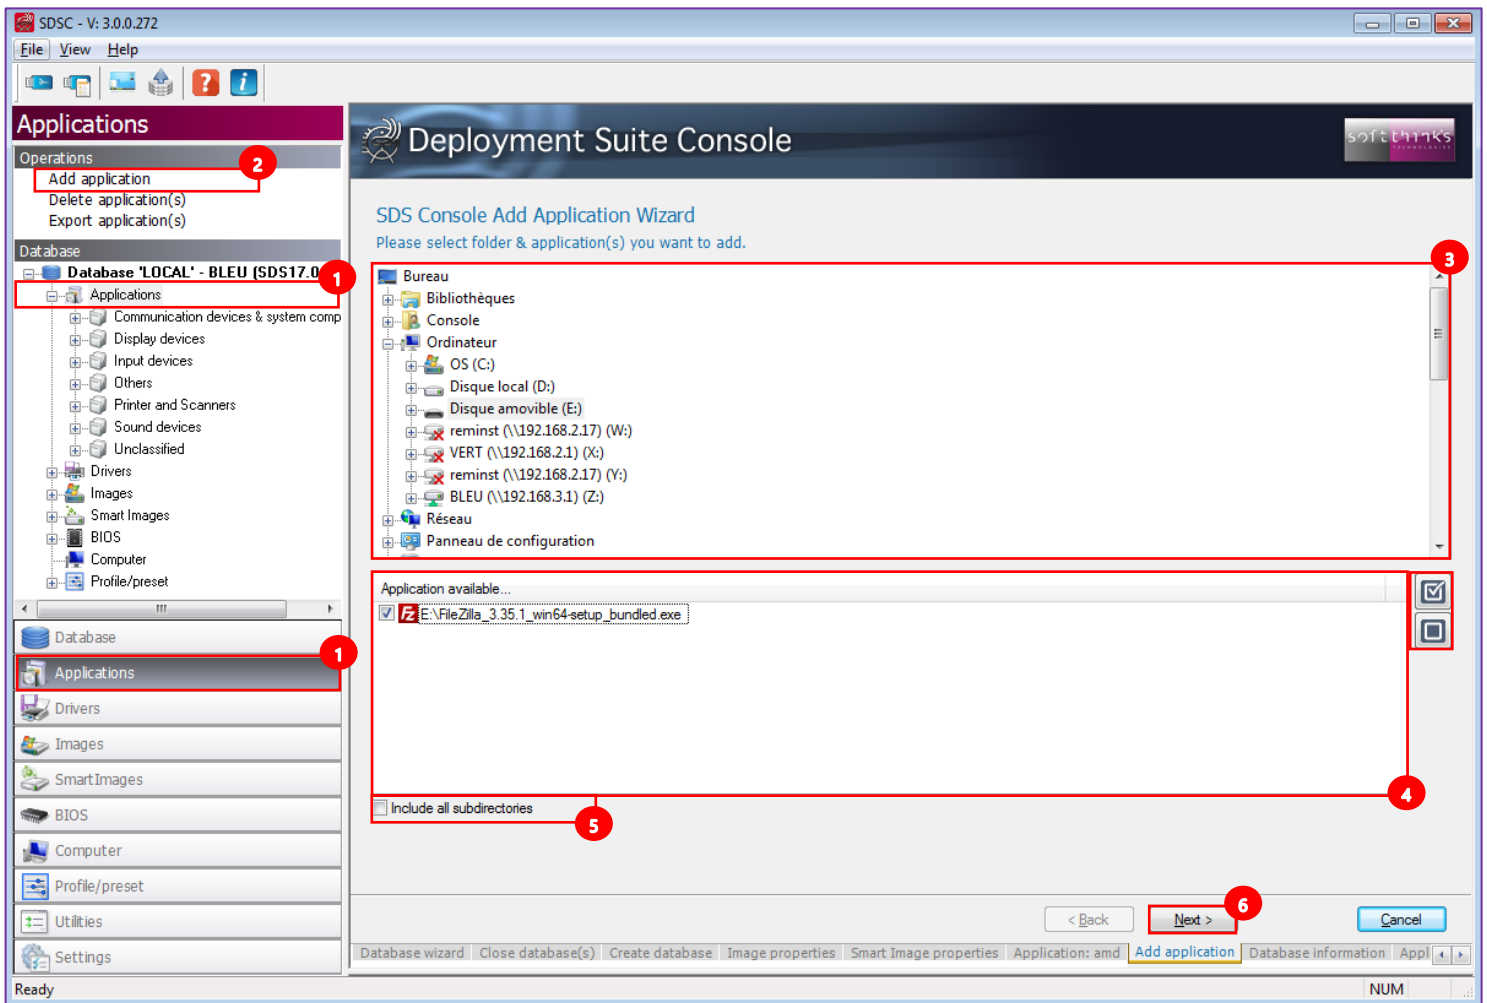 SDSC - V: 3.0.0.272
File View Help
Applications
Operations
2
Add application
Delete application(s)
Export application(s)
Database
Database 'LOCAL' - BLEU (SDS17.0
1
Applications
Communication devices & system comp
Display devices
Input devices
Others
Printer and Scanners
Sound devices
Unclassified
Drivers
Images
Smart Images
BIOS
Computer
Profile/preset
Database
1
Applications
Drivers
Images
SmartImages
BIOS
Computer
Profile/preset
Utilities
Settings
Deployment Suite Console
softthinks
TECHNOLOGIES
SDS Console Add Application Wizard
Please select folder & application(s) you want to add.
3
Bureau
Bibliothèques
Console
Ordinateur
OS (C:)
Disque local (D:)
Disque amovible (E:)
reminst (\\192.168.2.17) (W:)
VERT (\\192.168.2.1) (X:)
reminst (\\192.168.2.17) (Y:)
BLEU (\\192.168.3.1) (Z:)
Réseau
Panneau de configuration
Application available...
E:\FileZilla_3.35.1_win64-setup_bundled.exe
4
Include all subdirectories
5
6
< Back Next > Cancel
Database wizard Close database(s) Create database Image properties Smart Image properties Application: amd Add application Database information Appl
Ready NUM